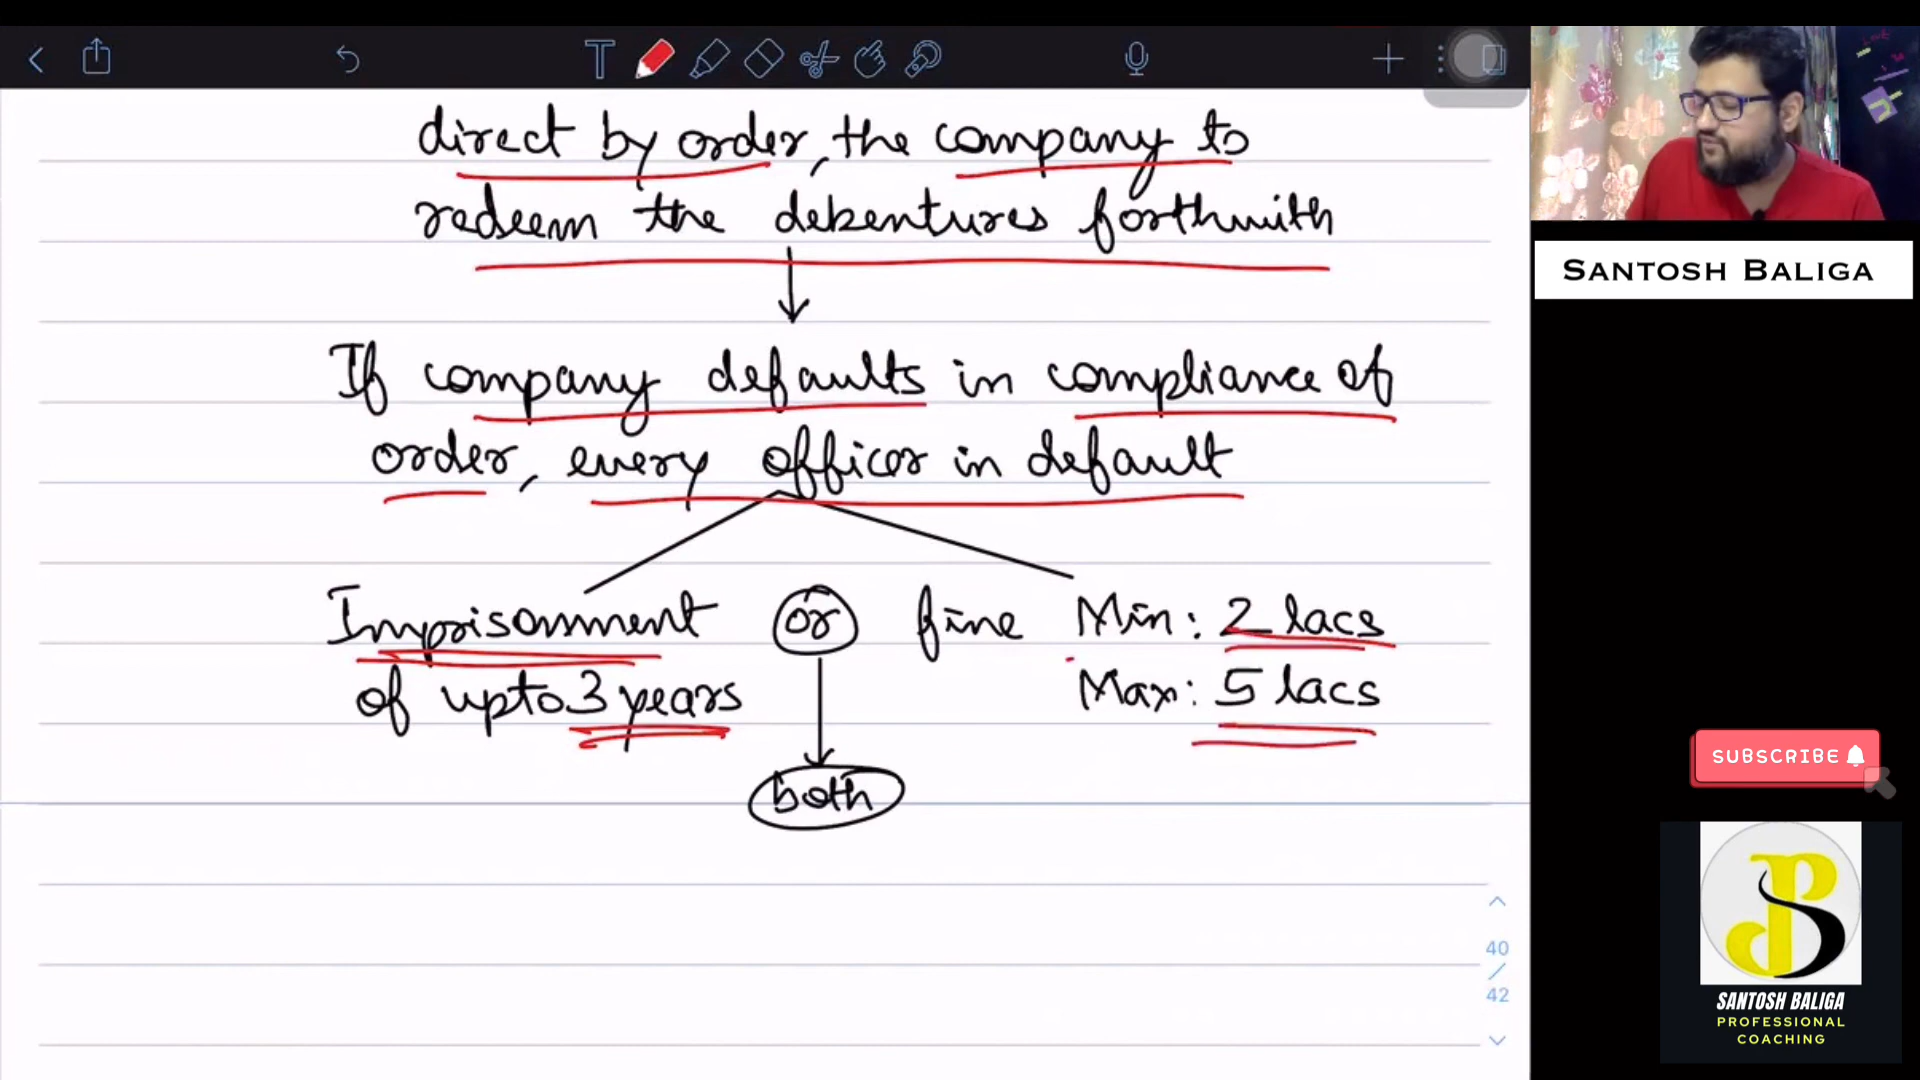 direct by order, the company to
redeem the debentures forthwith
If company defaults in compliance of
order, every officer in default
Imprisonment or fine Min: 2 lacs
of upto 3 years Max: 5 lacs
both
40
/
42
SANTOSH BALIGA
SUBSCRIBE
SANTOSH BALIGA
PROFESSIONAL
COACHING